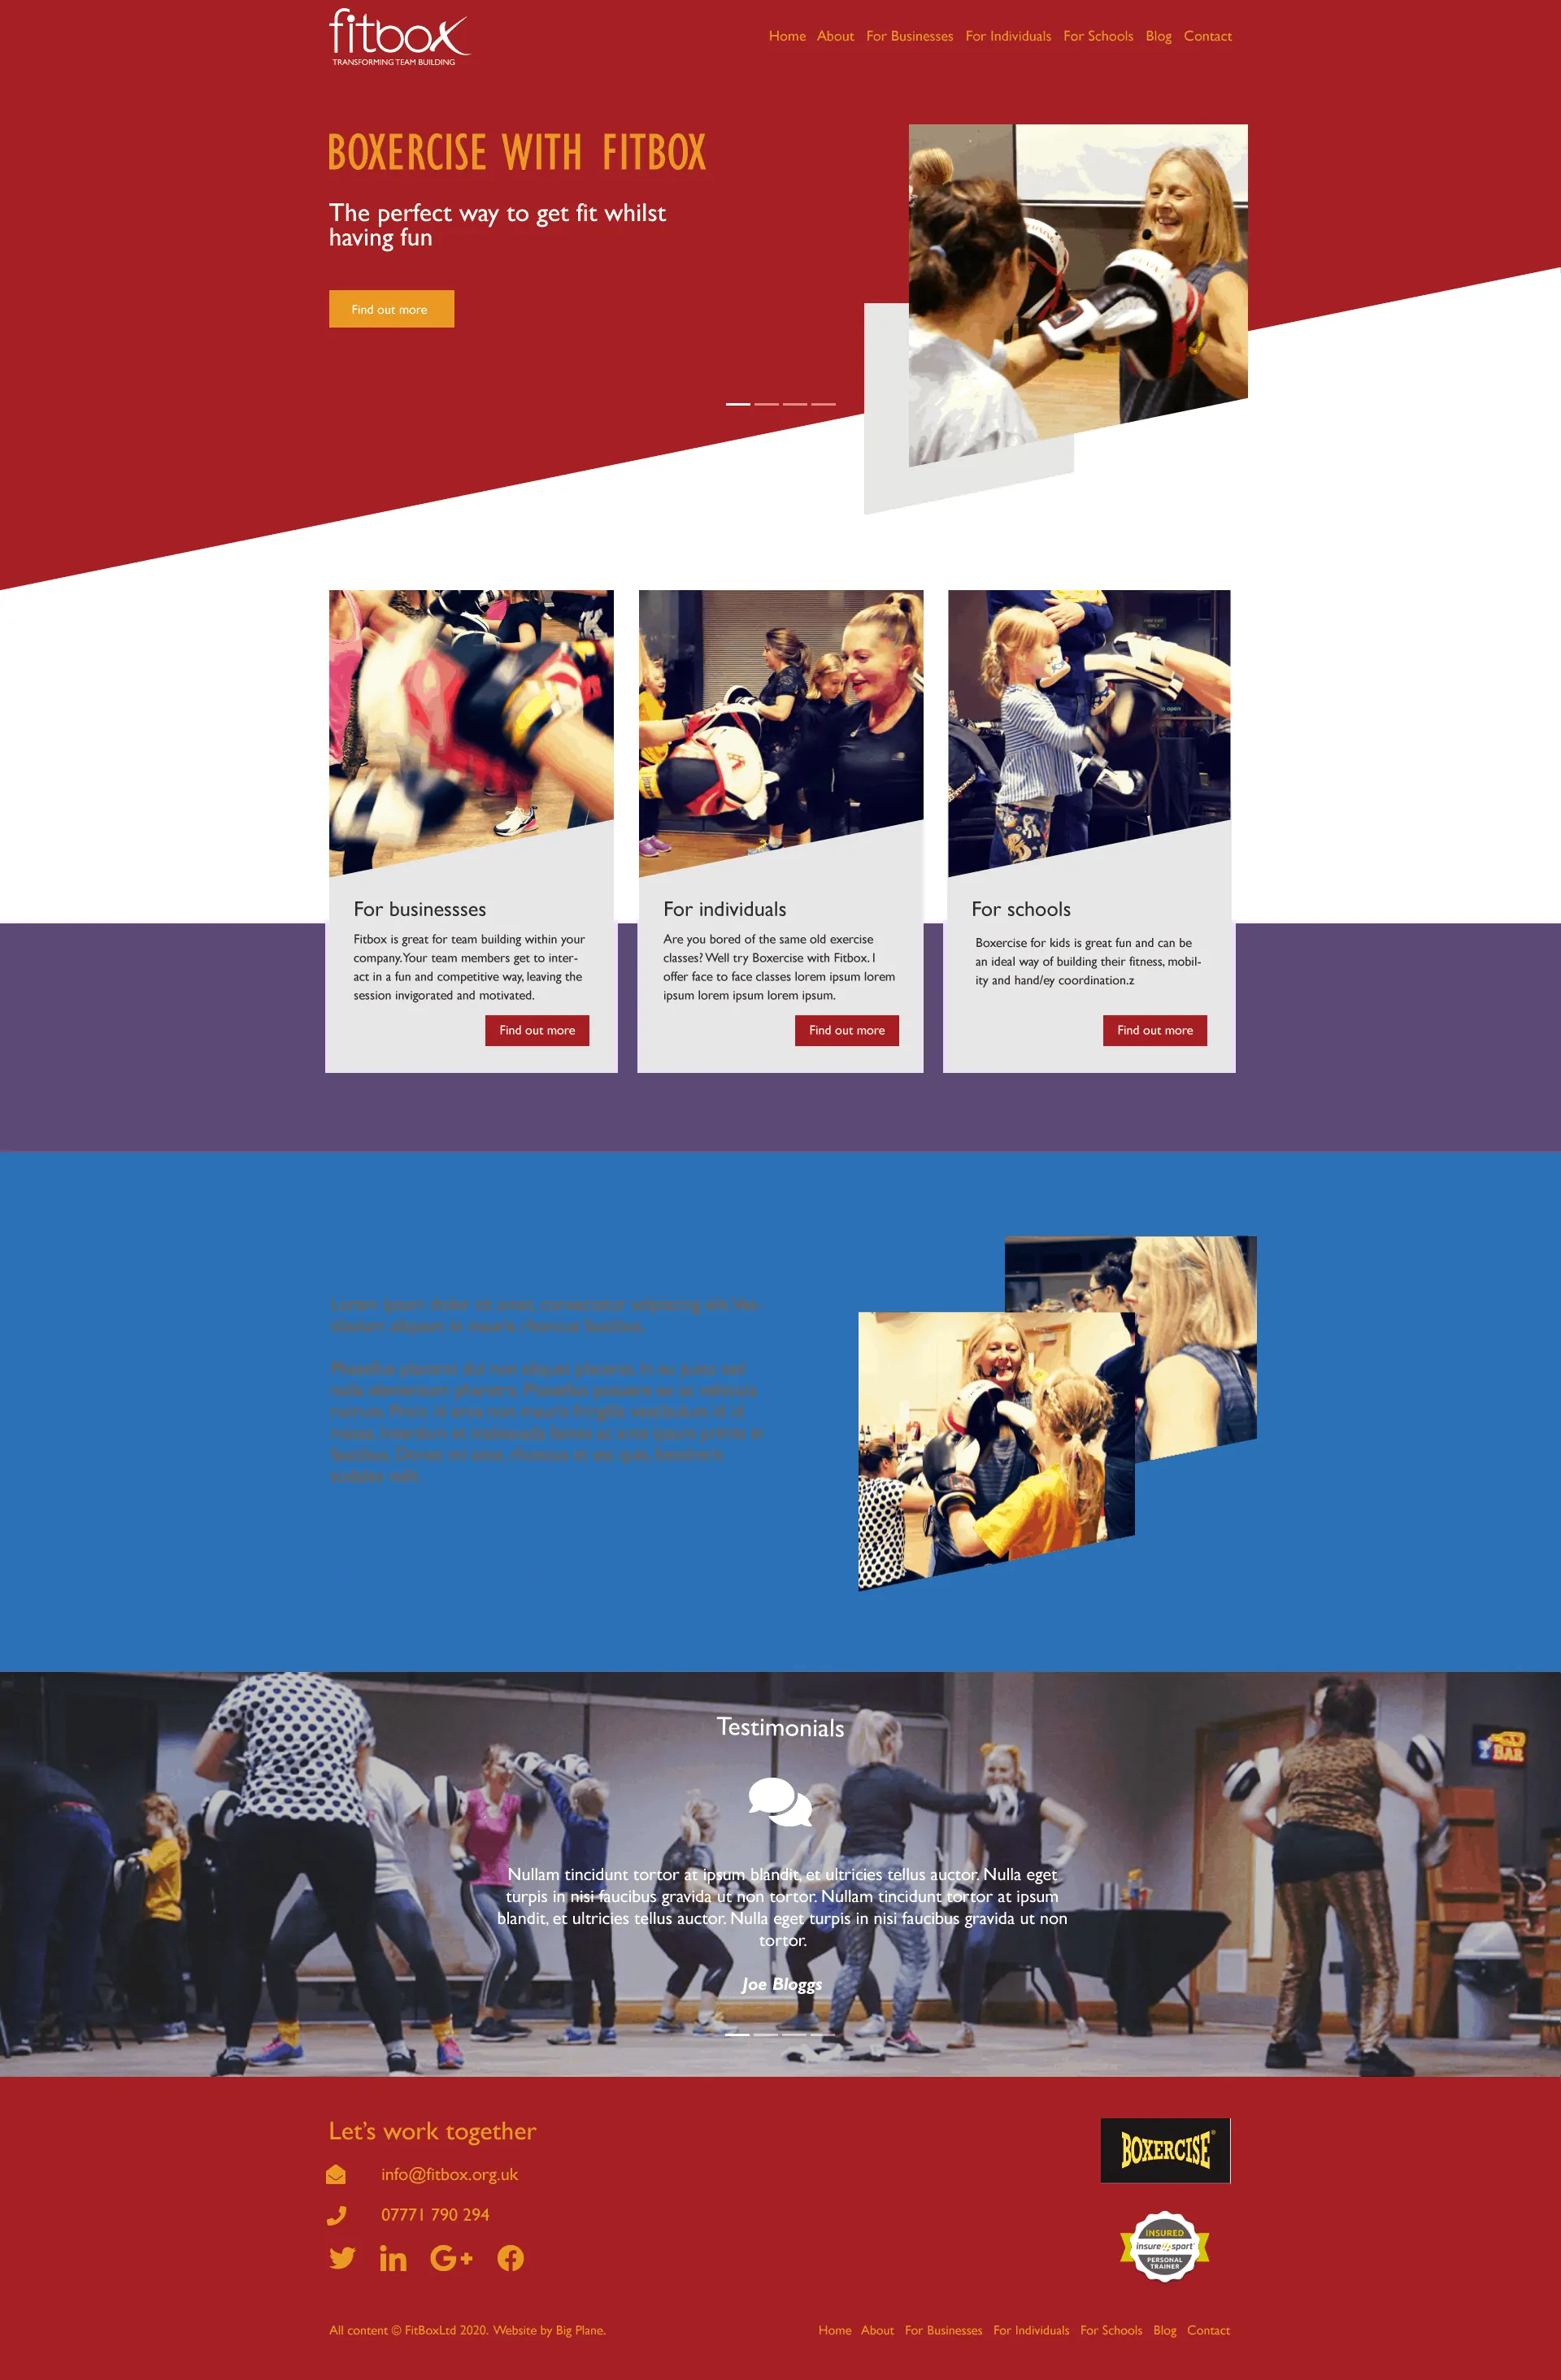 fitbox
TRANSFORMING TEAM BUILDING
Home About For Businesses For Individuals For Schools Blog Contact
BOXERCISE WITH FITBOX
The perfect way to get fit whilst
having fun
Find out more
For businessses
Fitbox is great for team building within your
company. Your team members get to inter-
act in a fun and competitive way, leaving the
session invigorated and motivated.
Find out more
For individuals
Are you bored of the same old exercise
classes? Well try Boxercise with Fitbox. I
offer face to face classes lorem ipsum lorem
ipsum lorem ipsum lorem ipsum.
Find out more
For schools
Boxercise for kids is great fun and can be
an ideal way of building their fitness, mobil-
ity and hand/ey coordination.z
Find out more
Lorem ipsum dolor sit amet, consectetur adipiscing elit. Ves-
tibulum aliquam in mauris rhoncus faucibus.
Phasellus placerat dui non aliquet placerat. In eu justo sed
nulla elementum pharetra. Phasellus posuere ex ac vehicula
rutrum. Proin id eros non mauris fringilla vestibulum id ut
massa. Interdum et malesuada fames ac ante ipsum primis in
faucibus. Donec mi
sodales velit.
Testimonials
Nullam tincidunt tortor at ipsum blandit, et ultricies tellus auctor. Nulla eget
turpis in nisi faucibus gravida ut non tortor. Nullam tincidunt tortor at ipsum
blandit, et ultricies tellus auctor. Nulla eget turpis in nisi faucibus gravida ut non
tortor.
Joe Bloggs
BAR
Let's work together
info@fitbox.org.uk
07771 790 294
BOXERCISE®
INSURED
insure4sport
PERSONAL
TRAINER
All content © FitBoxLtd 2020. Website by Big Plane.
Home About For Businesses For Individuals For Schools Blog Contact